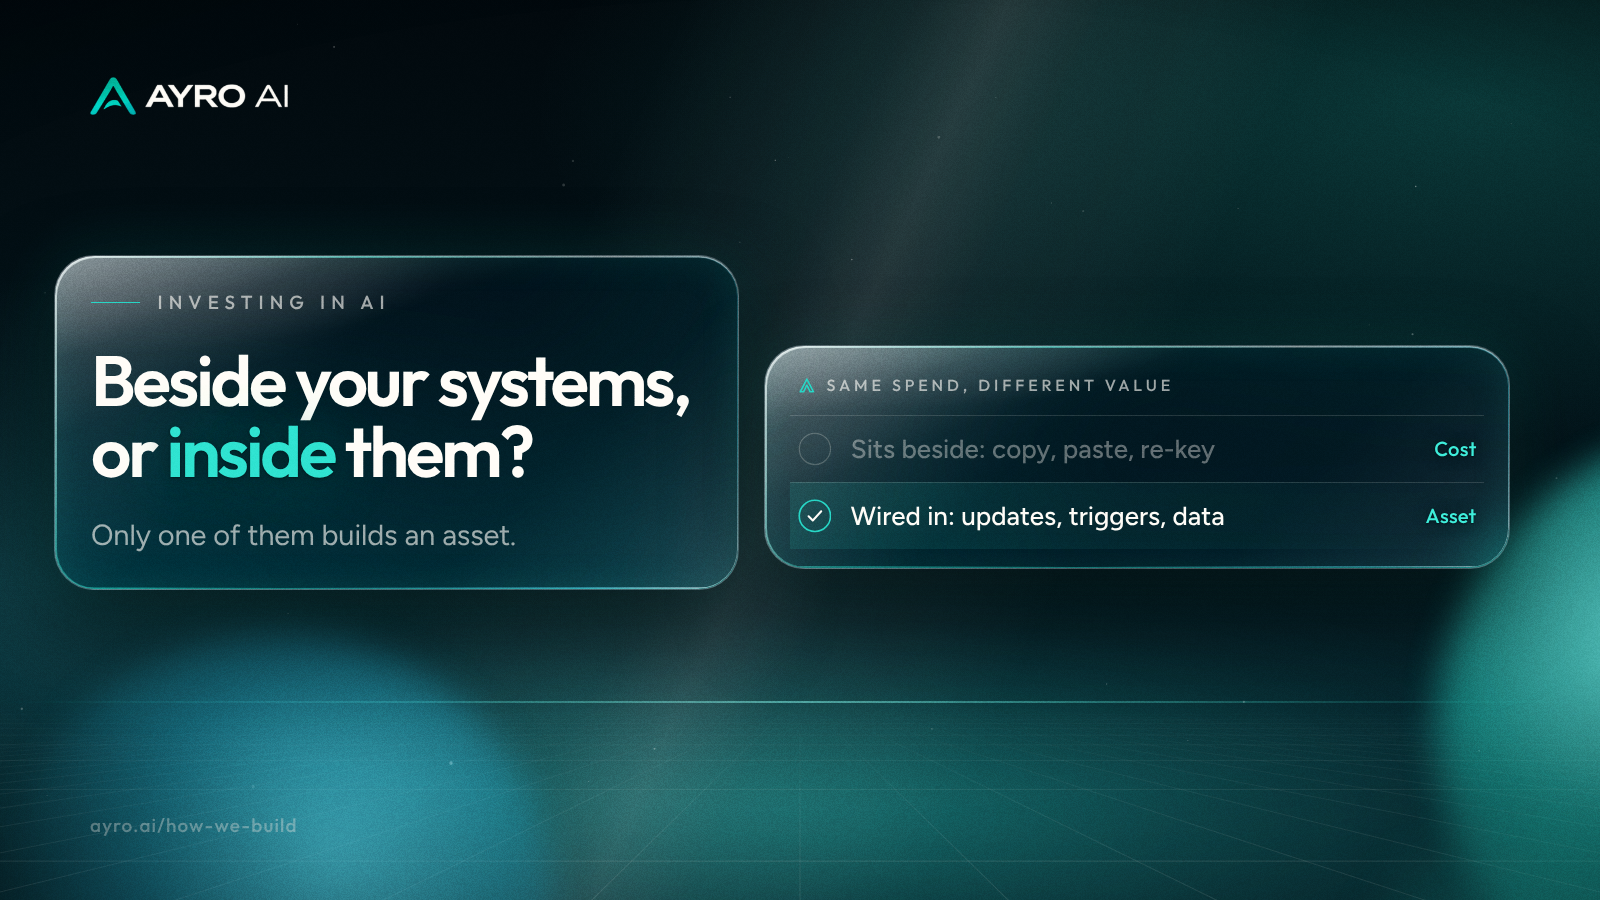 AYRO AI
INVESTING IN AI
Beside your systems,
or inside them?
Only one of them builds an asset.
SAME SPEND, DIFFERENT VALUE
Sits beside: copy, paste, re-key Cost
Wired in: updates, triggers, data Asset
ayro.ai/how-we-build